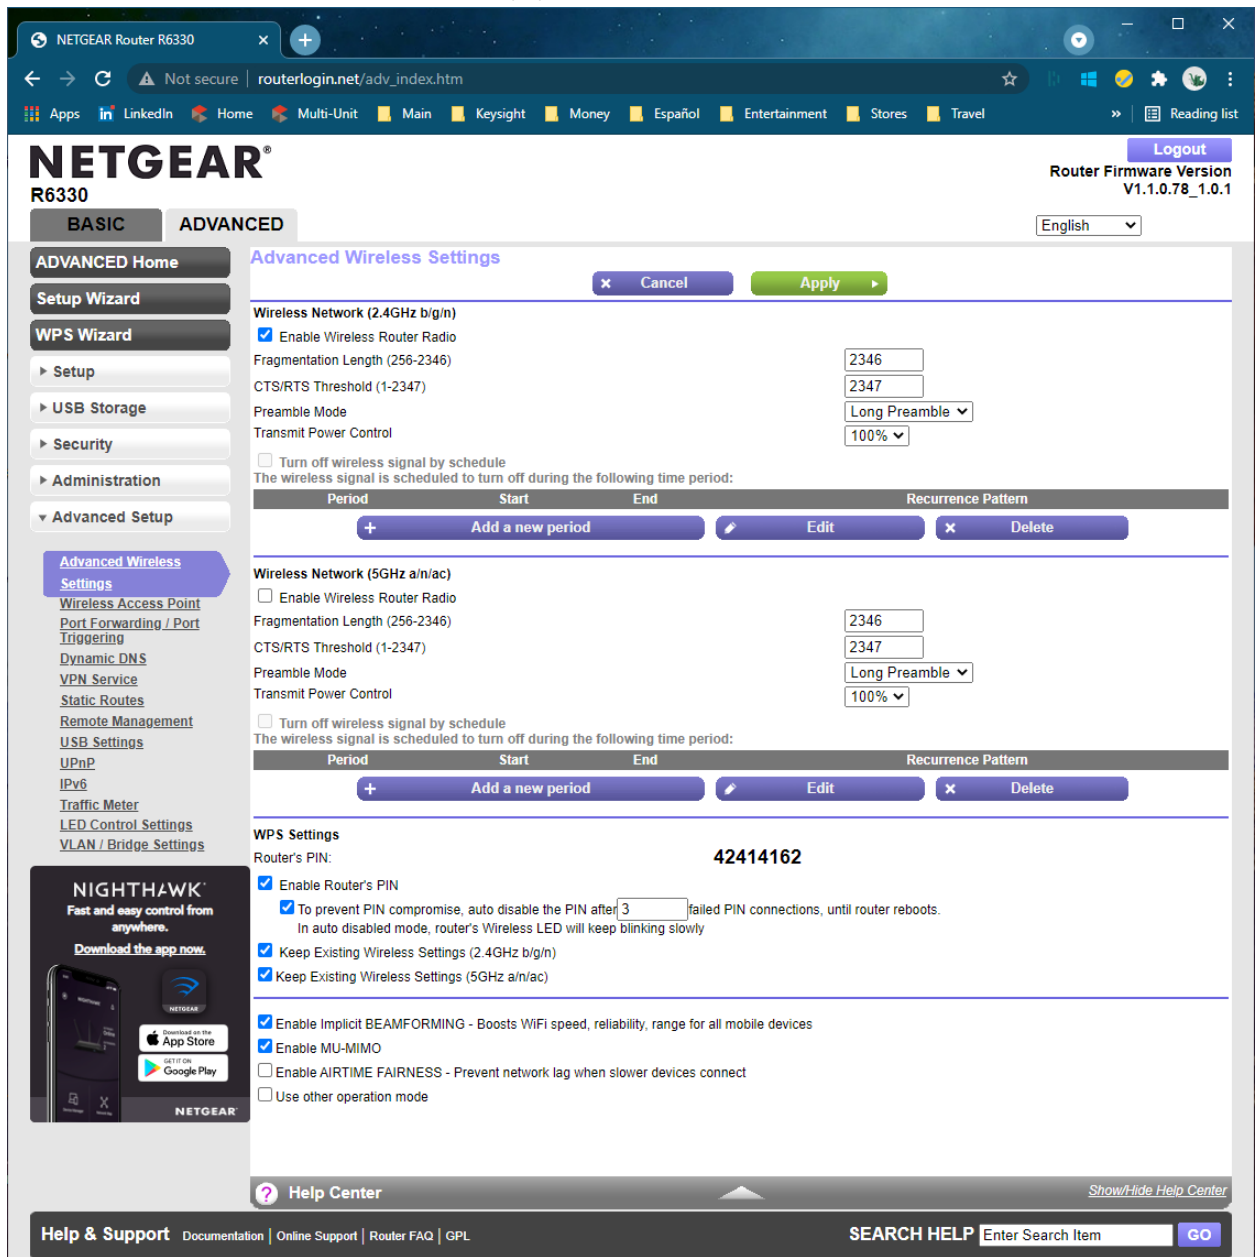 NETGEAR Router R6330
Not secure | routerlogin.net/adv_index.htm
Apps LinkedIn Home Multi-Unit Main Keysight Money Español Entertainment Stores Travel » Reading list
NETGEAR®
R6330
Logout
Router Firmware Version
V1.1.0.78_1.0.1
BASIC ADVANCED English
ADVANCED Home
Setup Wizard
WPS Wizard
Setup
USB Storage
Security
Administration
Advanced Setup
Advanced Wireless
Settings
Wireless Access Point
Port Forwarding / Port
Triggering
Dynamic DNS
VPN Service
Static Routes
Remote Management
USB Settings
UPnP
IPv6
Traffic Meter
LED Control Settings
VLAN / Bridge Settings
NIGHTHAWK
Fast and easy control from
anywhere.
Download the app now.
NETGEAR
Download on the
App Store
GET IT ON
Google Play
NETGEAR
Advanced Wireless Settings
Cancel Apply
Wireless Network (2.4GHz b/g/n)
Enable Wireless Router Radio
Fragmentation Length (256-2346) 2346
CTS/RTS Threshold (1-2347) 2347
Preamble Mode Long Preamble
Transmit Power Control 100%
Turn off wireless signal by schedule
The wireless signal is scheduled to turn off during the following time period:
Period Start End Recurrence Pattern
+ Add a new period Edit Delete
Wireless Network (5GHz a/n/ac)
Enable Wireless Router Radio
Fragmentation Length (256-2346) 2346
CTS/RTS Threshold (1-2347) 2347
Preamble Mode Long Preamble
Transmit Power Control 100%
Turn off wireless signal by schedule
The wireless signal is scheduled to turn off during the following time period:
Period Start End Recurrence Pattern
+ Add a new period Edit Delete
WPS Settings
Router's PIN: 42414162
Enable Router's PIN
To prevent PIN compromise, auto disable the PIN after 3 failed PIN connections, until router reboots.
In auto disabled mode, router's Wireless LED will keep blinking slowly
Keep Existing Wireless Settings (2.4GHz b/g/n)
Keep Existing Wireless Settings (5GHz a/n/ac)
Enable Implicit BEAMFORMING - Boosts WiFi speed, reliability, range for all mobile devices
Enable MU-MIMO
Enable AIRTIME FAIRNESS - Prevent network lag when slower devices connect
Use other operation mode
? Help Center Show/Hide Help Center
Help & Support Documentation | Online Support | Router FAQ | GPL SEARCH HELP Enter Search Item GO